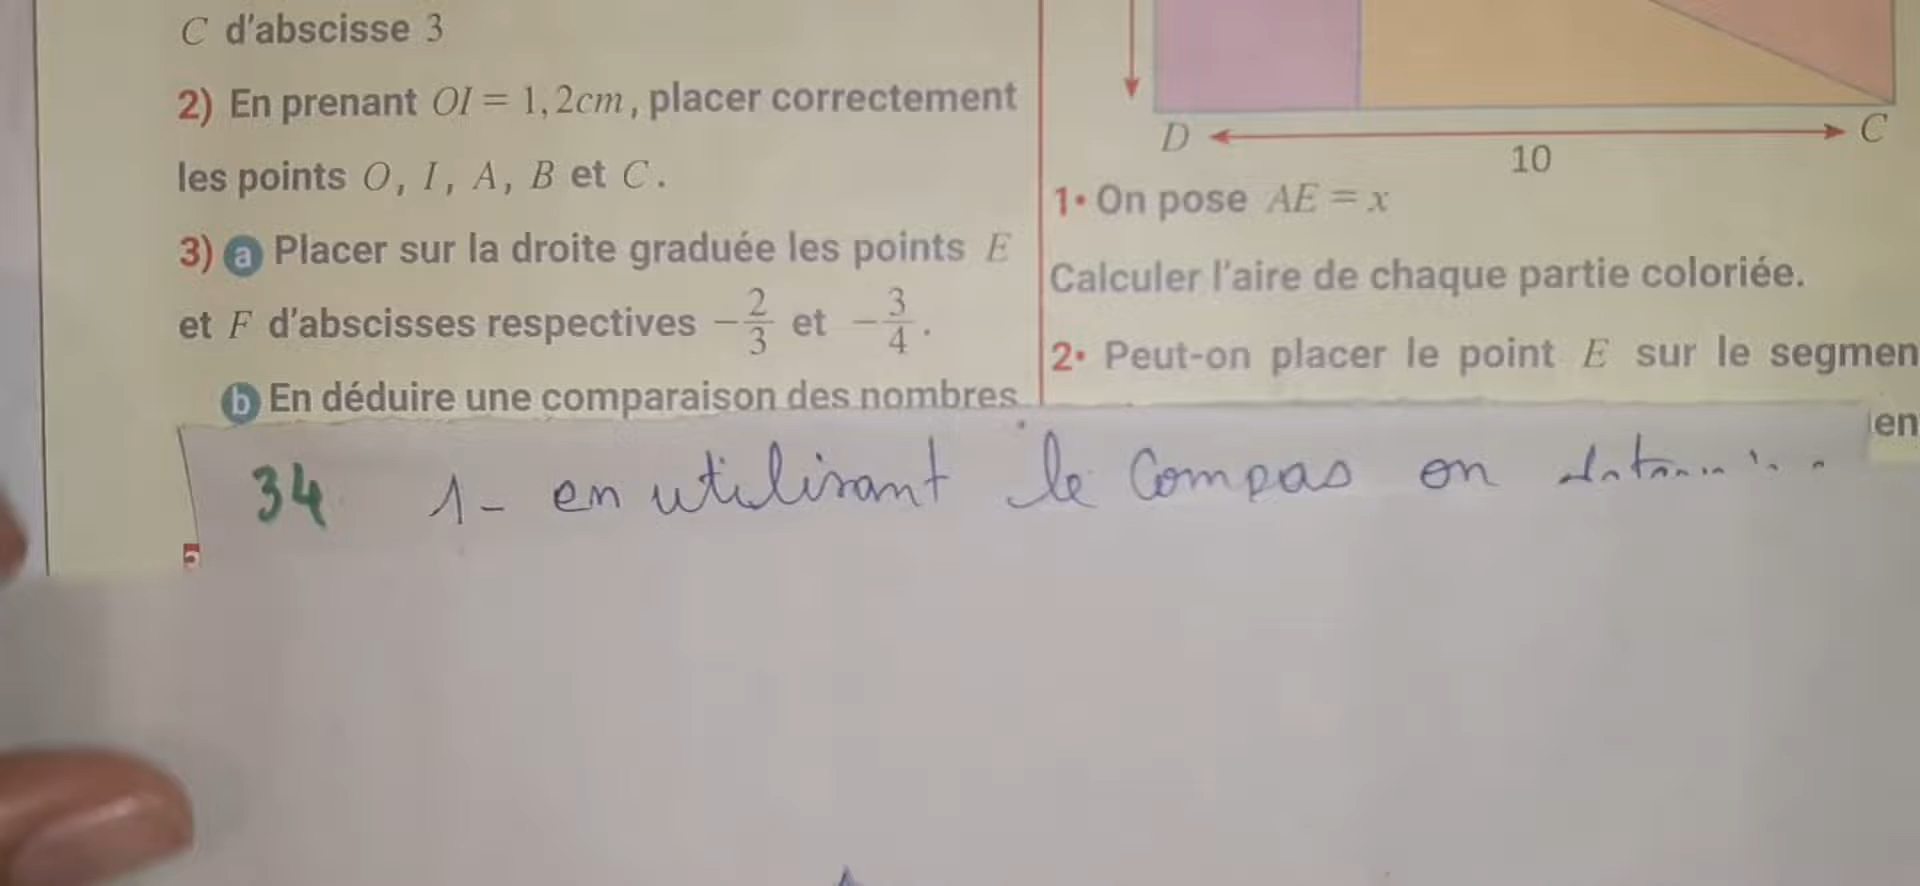 C d'abscisse 3
2) En prenant OI = 1,2cm, placer correctement
les points O, I, A, B et C.
3) a Placer sur la droite graduée les points E
et F d'abscisses respectives -2/3 et -3/4.
b En déduire une comparaison des nombres
D C
10
1• On pose AE = x
Calculer l'aire de chaque partie coloriée.
2• Peut-on placer le point E sur le segmen
en
34 1- en utilisant le compas on
5